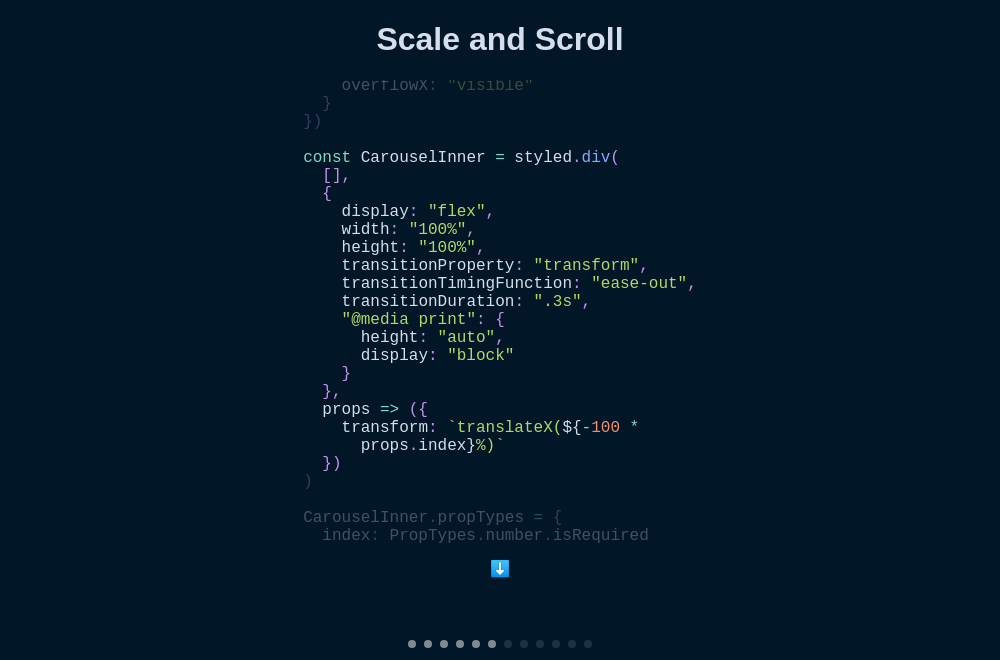 Scale and Scroll
    overflowX: "visible"
  }
})
const CarouselInner = styled.div(
  [],
  {
    display: "flex",
    width: "100%",
    height: "100%",
    transitionProperty: "transform",
    transitionTimingFunction: "ease-out",
    transitionDuration: ".3s",
    "@media print": {
      height: "auto",
      display: "block"
    }
  },
  props => ({
    transform: `translateX(${-100 *
      props.index}%)`
  })
)
CarouselInner.propTypes = {
  index: PropTypes.number.isRequired